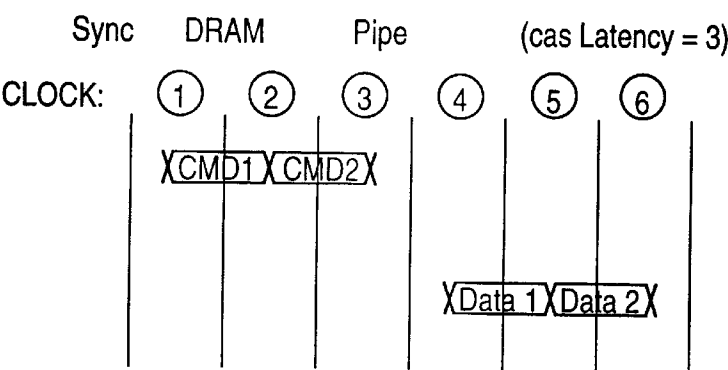 Sync DRAM Pipe (cas Latency = 3)
CLOCK: 1 2 3 4 5 6
CMD1 CMD2
Data 1 Data 2